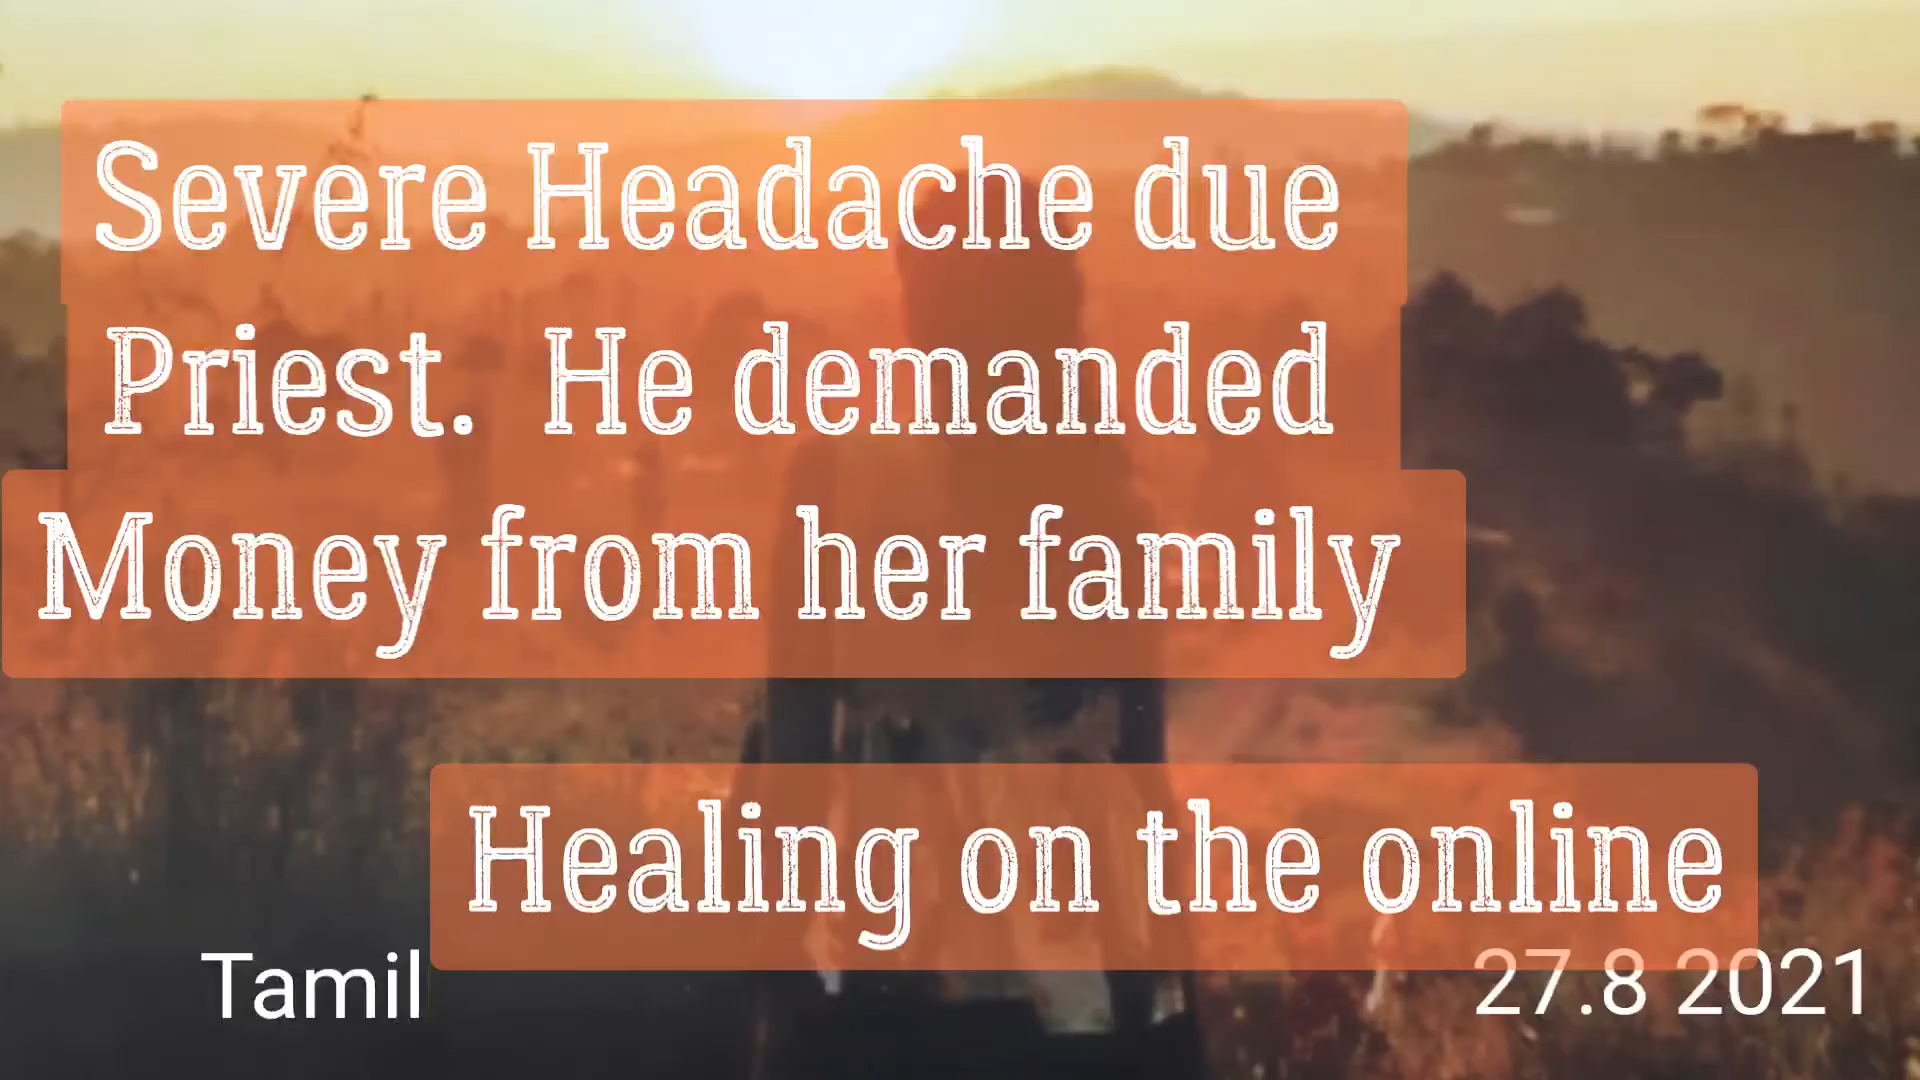 Severe Headache due
Priest. He demanded
Money from her family
Healing on the online
Tamil
27.8 2021